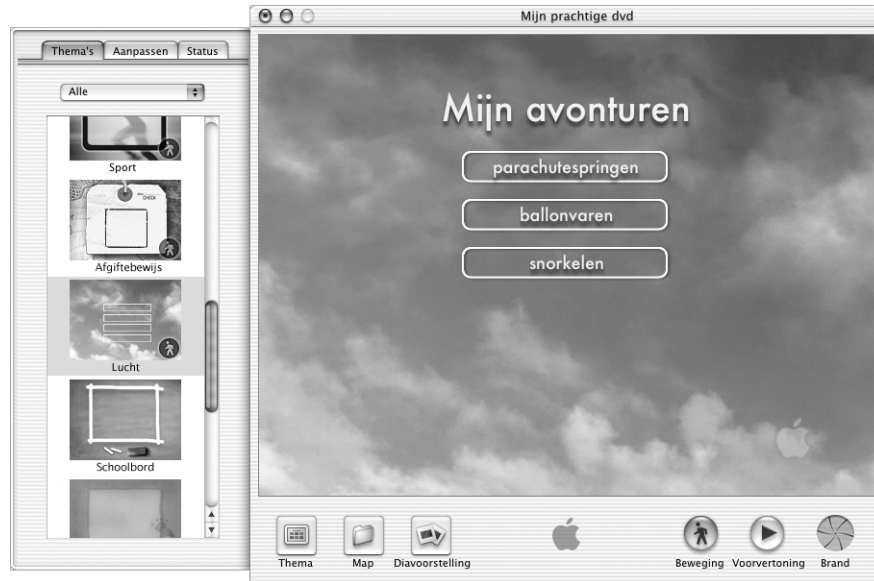 Mijn prachtige dvd
Thema's Aanpassen Status
Alle
Sport
CHECK
Afgiftebewijs
Lucht
Schoolbord
Mijn avonturen
parachutespringen
ballonvaren
snorkelen
Thema Map Diavoorstelling Beweging Voorvertoning Brand